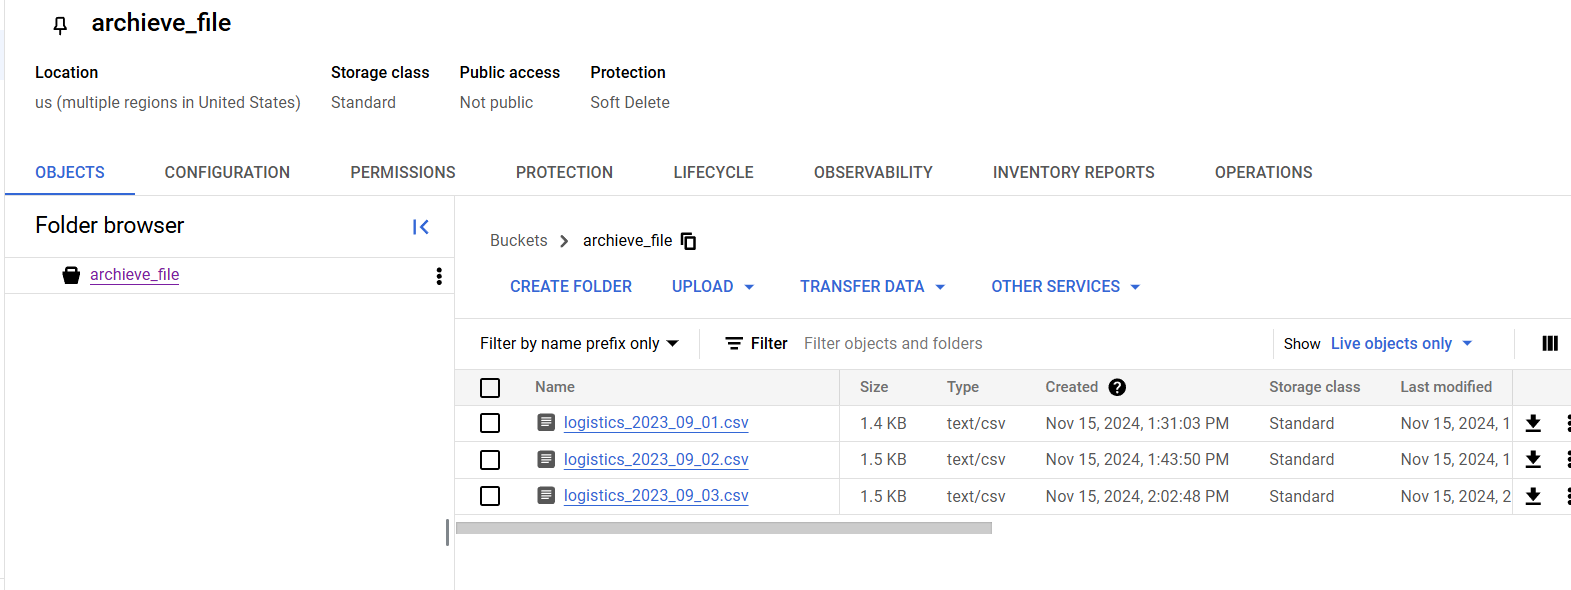 archieve_file
Location Storage class Public access Protection
us (multiple regions in United States) Standard Not public Soft Delete
OBJECTS CONFIGURATION PERMISSIONS PROTECTION LIFECYCLE OBSERVABILITY INVENTORY REPORTS OPERATIONS
Folder browser
archieve_file
Buckets archieve_file
CREATE FOLDER UPLOAD TRANSFER DATA OTHER SERVICES
Filter by name prefix only Filter Filter objects and folders Show Live objects only
Name Size Type Created ? Storage class Last modified
logistics_2023_09_01.csv 1.4 KB text/csv Nov 15, 2024, 1:31:03 PM Standard Nov 15, 2024, 1
logistics_2023_09_02.csv 1.5 KB text/csv Nov 15, 2024, 1:43:50 PM Standard Nov 15, 2024, 1
logistics_2023_09_03.csv 1.5 KB text/csv Nov 15, 2024, 2:02:48 PM Standard Nov 15, 2024, 2